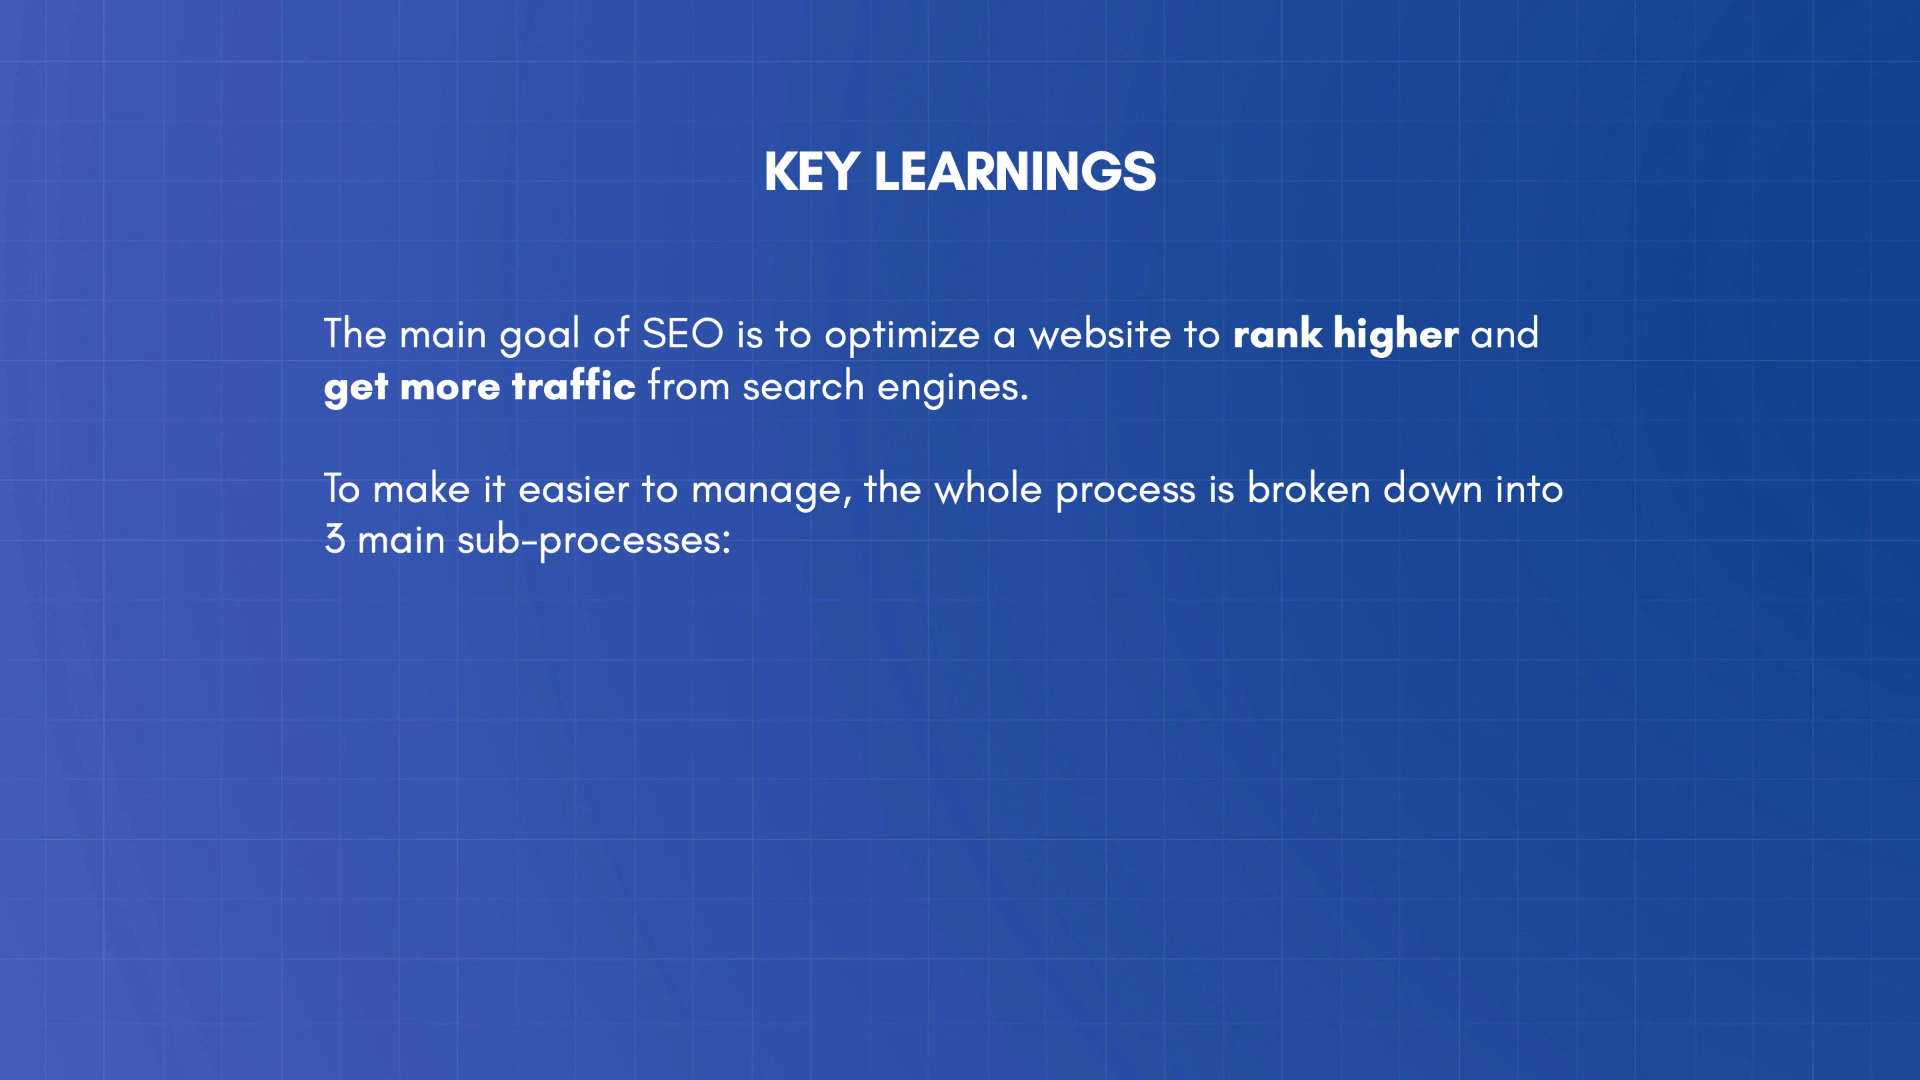 KEY LEARNINGS
The main goal of SEO is to optimize a website to rank higher and
get more traffic from search engines.
To make it easier to manage, the whole process is broken down into
3 main sub-processes: